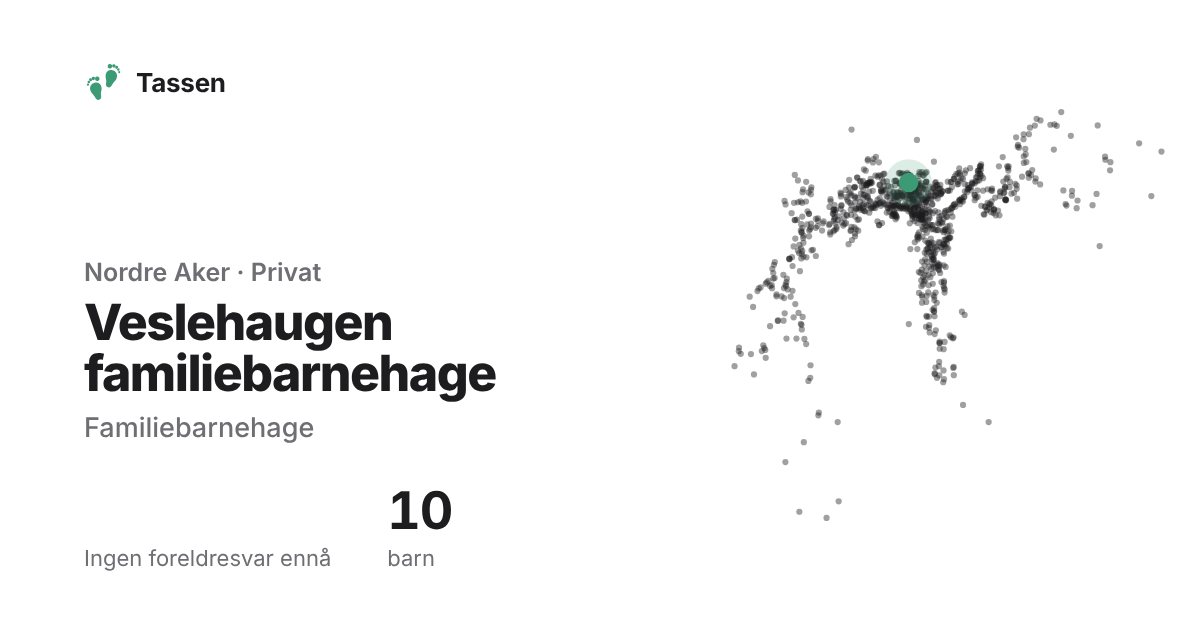 Tassen
Nordre Aker · Privat
Veslehaugen
familiebarnehage
Familiebarnehage
Ingen foreldresvar ennå
10
barn